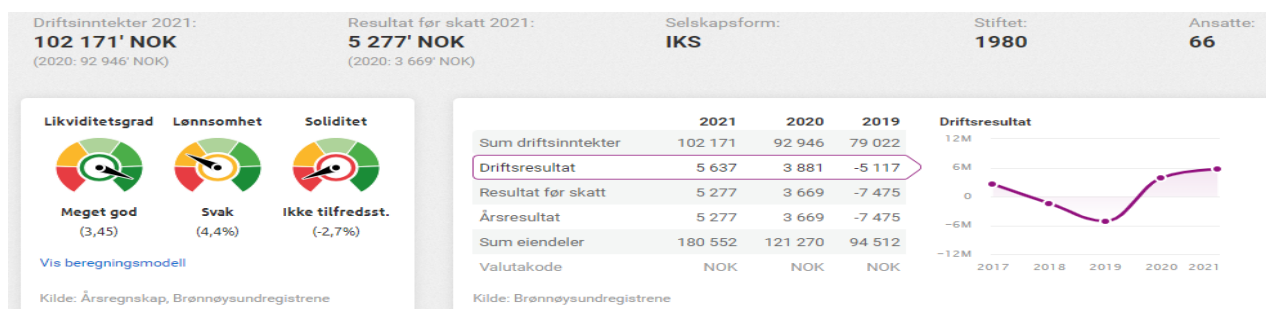 Driftsinntekter 2021: Resultat før skatt 2021: Selskapsform: Stiftet: Ansatte:
102 171' NOK 5 277' NOK IKS 1980 66
(2020: 92 946' NOK) (2020: 3 669' NOK)
Likviditetsgrad Lønnsomhet Soliditet
Meget god Svak Ikke tilfredsst.
(3,45) (4,4%) (-2,7%)
Vis beregningsmodell
Kilde: Årsregnskap, Brønnøysundregistrene
2021 2020 2019
Sum driftsinntekter 102 171 92 946 79 022
Driftsresultat 5 637 3 881 -5 117
Resultat før skatt 5 277 3 669 -7 475
Årsresultat 5 277 3 669 -7 475
Sum eiendeler 180 552 121 270 94 512
Valutakode NOK NOK NOK
Kilde: Brønnøysundregistrene
Driftsresultat
12M
6M
0
-6M
-12M
2017 2018 2019 2020 2021